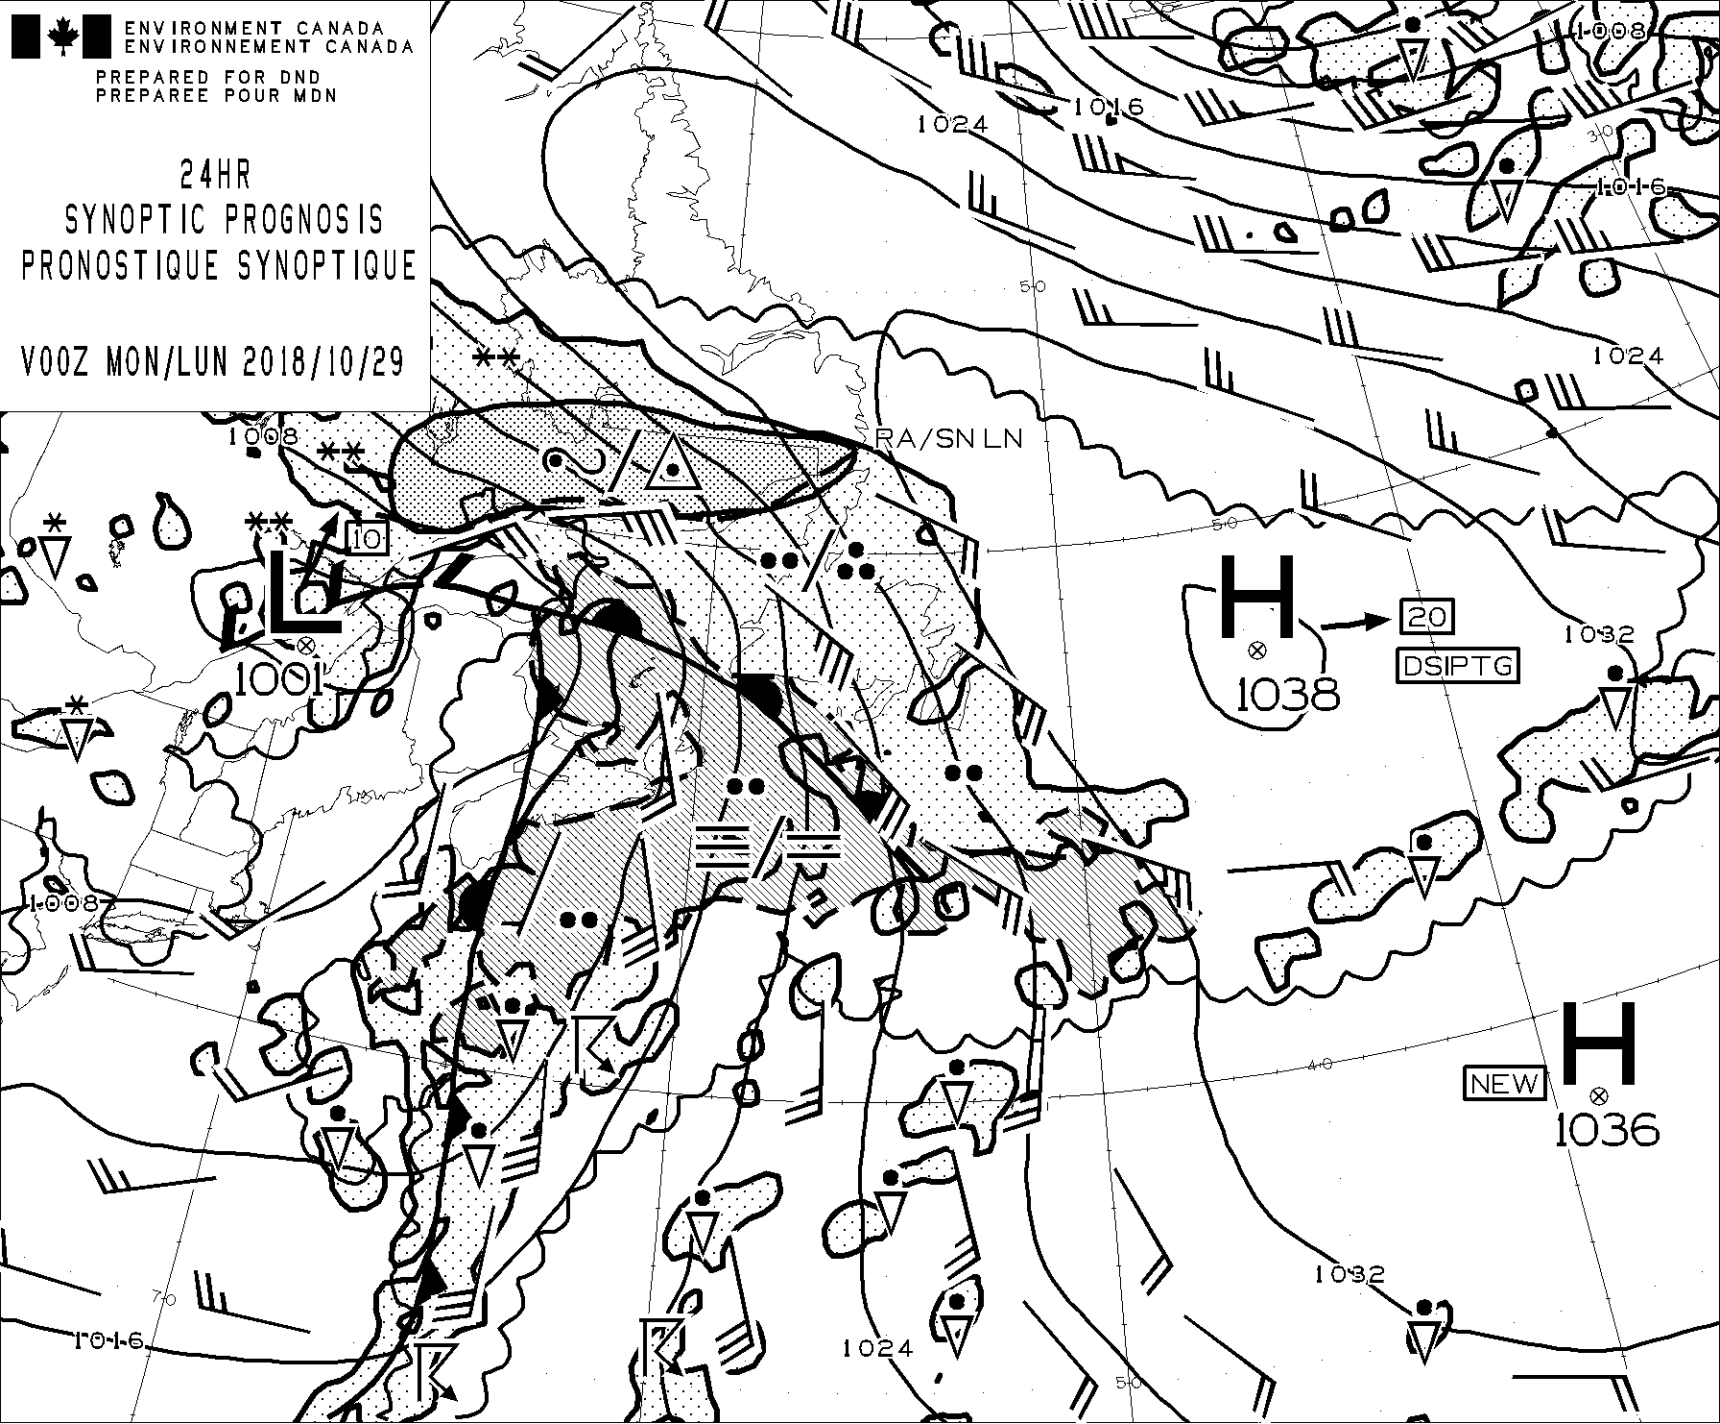 ENVIRONMENT CANADA
ENVIRONNEMENT CANADA
PREPARED FOR DND
PREPAREE POUR MDN
24HR
SYNOPTIC PROGNOSIS
PRONOSTIQUE SYNOPTIQUE
V00Z MON/LUN 2018/10/29
1008
1016
1024
30
1016
50
1024
1008
RA/SN LN
10
50
L
1001
H
1038
20
DSIPTG
1032
1008
H
1036
NEW
40
70
1032
1016
1024
50